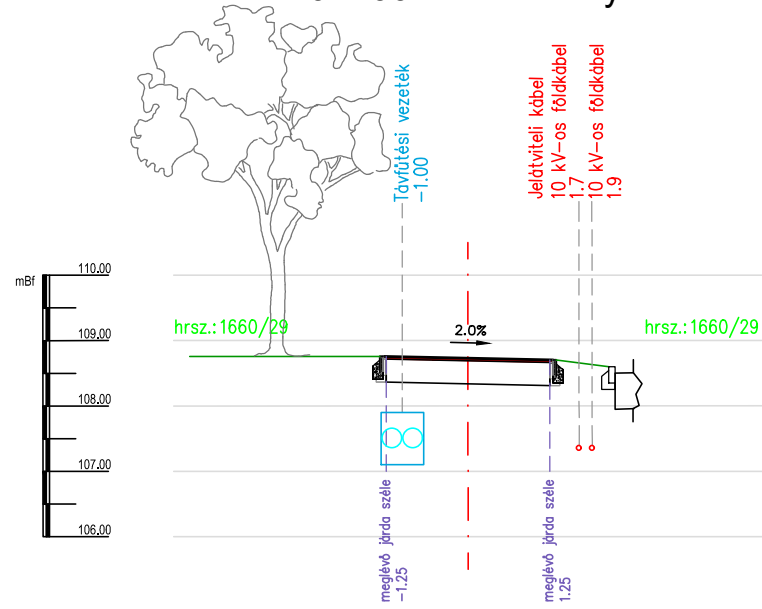 Távfűtési vezeték
-1.00
Jelátviteli kábel
10 kV-os földkábel
1.7
10 kV-os földkábel
1.9
mBf
110.00
109.00
108.00
107.00
106.00
hrsz.: 1660/29
2.0%
hrsz.: 1660/29
meglévő járda széle
-1.25
meglévő járda széle
1.25